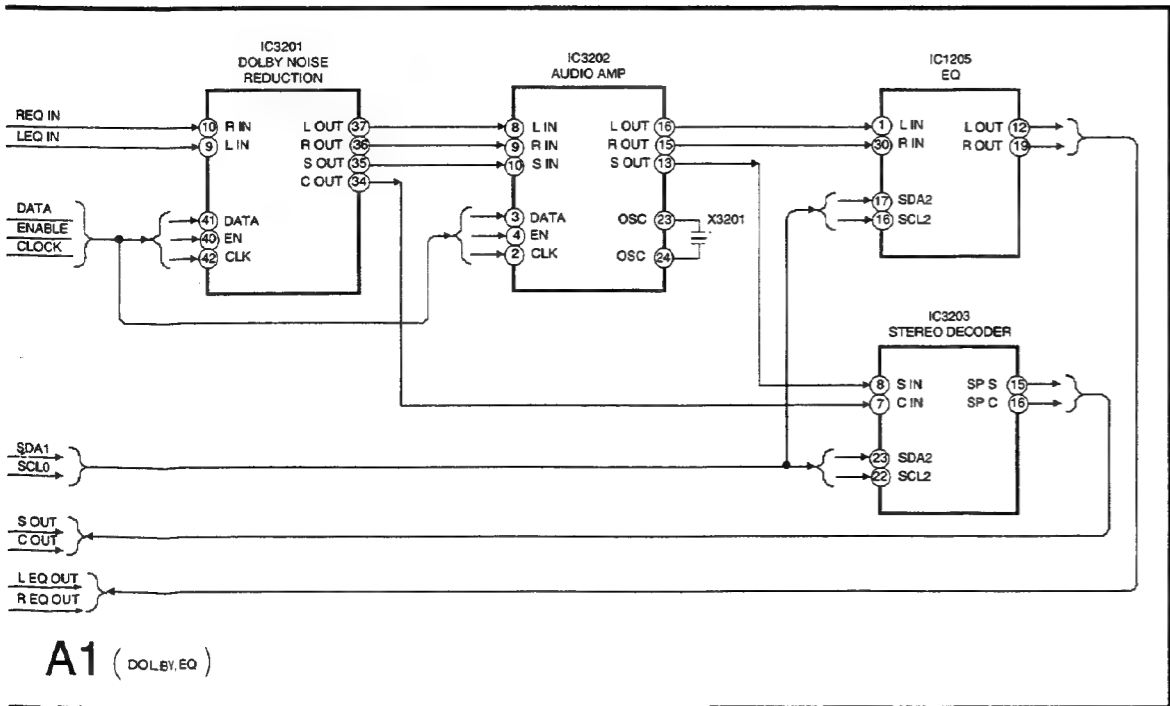 IC3201
DOLBY NOISE
REDUCTION
IC3202
AUDIO AMP
IC1205
EQ
REQ IN
LEQ IN
10 R IN
9 L IN
L OUT 37
R OUT 36
S OUT 35
C OUT 34
8 L IN
9 R IN
10 S IN
L OUT 16
R OUT 15
S OUT 13
1 L IN
30 R IN
L OUT 12
R OUT 19
DATA
ENABLE
CLOCK
41 DATA
40 EN
42 CLK
3 DATA
4 EN
2 CLK
OSC 23
OSC 24
X3201
17 SDA2
16 SCL2
IC3203
STEREO DECODER
8 S IN
7 C IN
SP S 15
SP C 16
SDA1
SCL0
23 SDA2
22 SCL2
S OUT
C OUT
L EQ OUT
R EQ OUT
A1 (DOLBY,EQ)